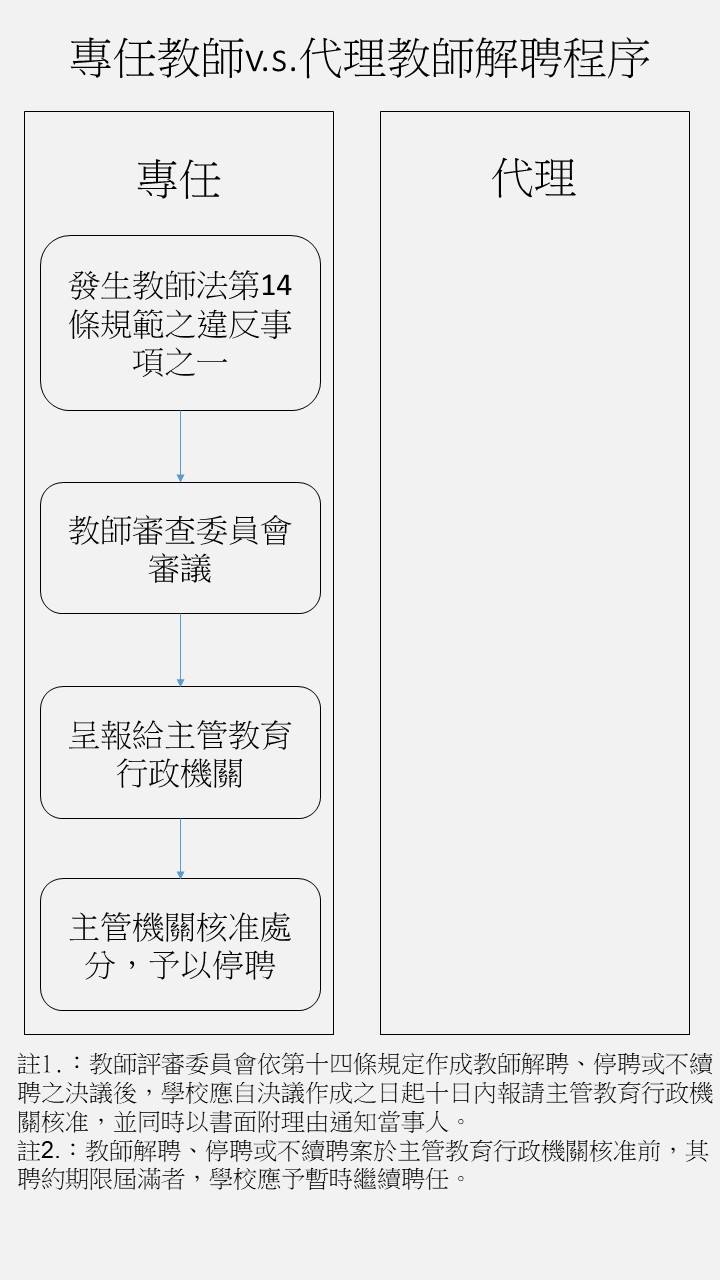 專任教師v.s.代理教師解聘程序
專任
發生教師法第14
條規範之違反事
項之一
教師審查委員會
審議
呈報給主管教育
行政機關
主管機關核准處
分，予以停聘
代理
註1.：教師評審委員會依第十四條規定作成教師解聘、停聘或不續
聘之決議後，學校應自決議作成之日起十日內報請主管教育行政機
關核准，並同時以書面附理由通知當事人。
註2.：教師解聘、停聘或不續聘案於主管教育行政機關核准前，其
聘約期限屆滿者，學校應予暫時繼續聘任。